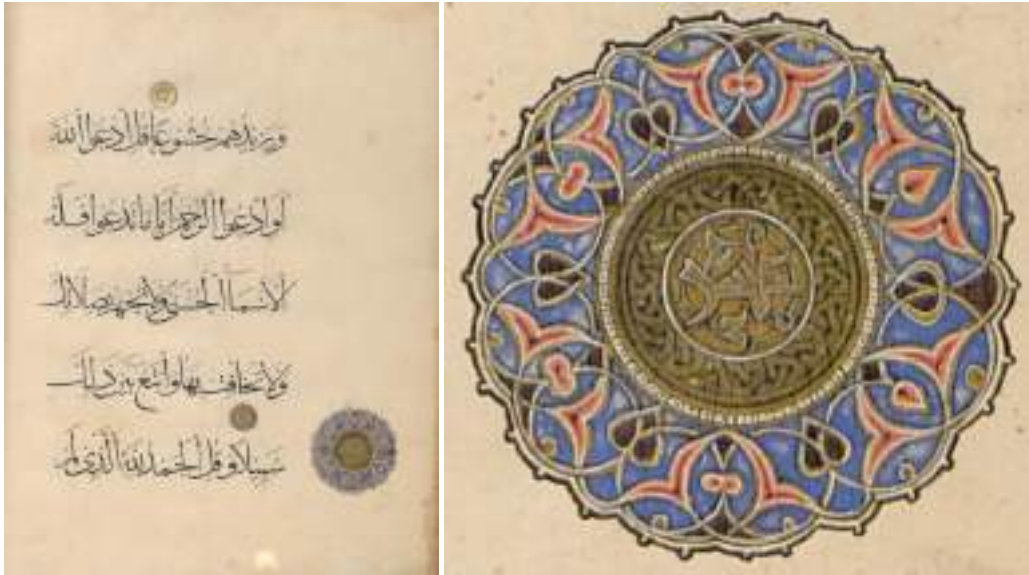 ويزيدهم خشوعا قل ادعوا الله
او ادعوا الرحمن ايا ما تدعوا فله
الاسماء الحسنى ولا تجهر بصلاتك
ولا تخافت بها وابتغ بين ذلك
سبيلا وقل الحمد لله الذي لم